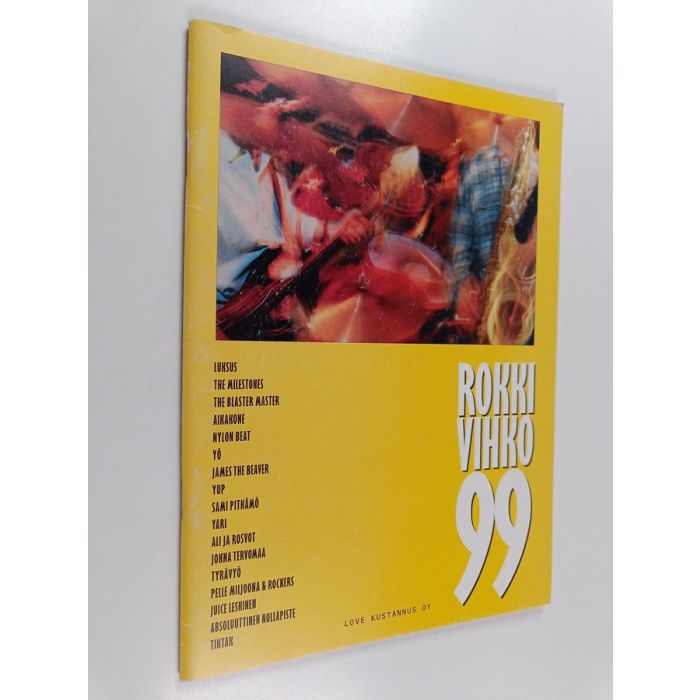 LUKSUS
THE MILESTONES
THE BLASTER MASTER
AIKAKONE
NYLON BEAT
YÖ
JAMES THE BEAVER
YUP
SAMI PITKÄMÖ
YARI
ALI JA ROSVOT
JONNA TERVOMAA
TYRÄVYÖ
PELLE MILJOONA & ROCKERS
JUICE LESKINEN
ABSOLUUTTINEN NOLLAPISTE
TIKTAK
ROKKI
VIHKO
99
LOVE KUSTANNUS OY